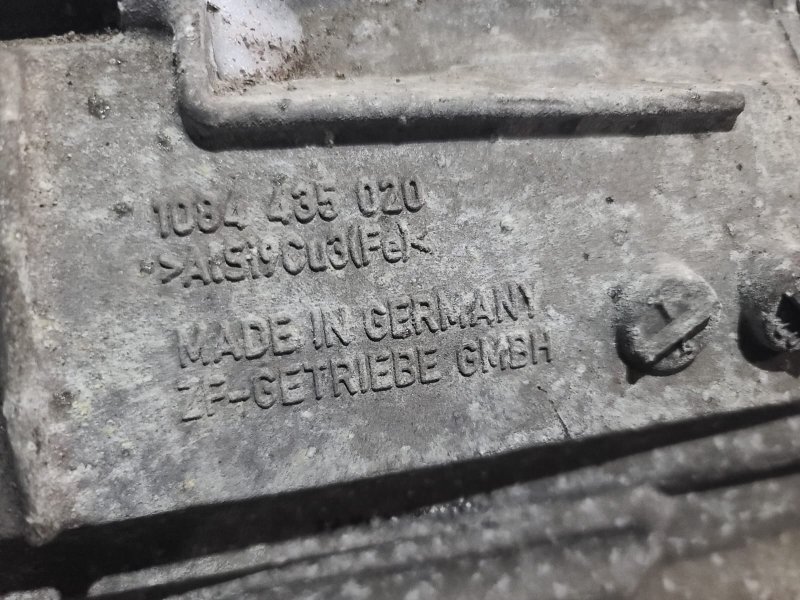 1084 435 020
>AlSi9Cu3(Fe)<
MADE IN GERMANY
ZF-GETRIEBE GMBH